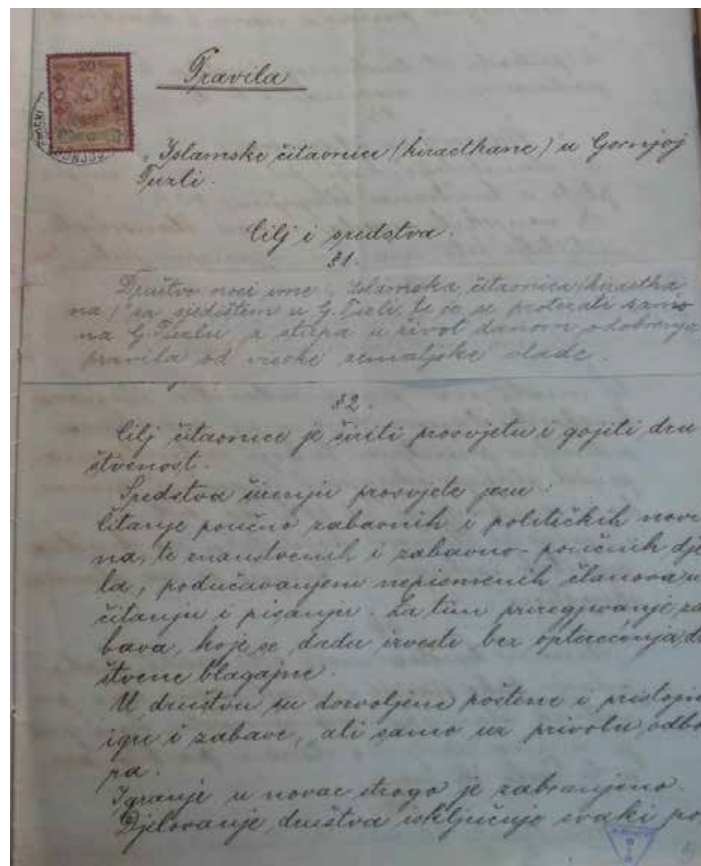 20
Pravila
"Islamske čitaonice /kiraethane/ u Gornjoj
Tuzli.
Cilj i sredstva.
§1.
Društvo nosi ime, Islamska čitaonica /kiraetha
na/ sa sjedištem u G. Tuzli, te će se protezati samo
na G. Tuzlu, a stupa u život danom odobrenja
pravila od visoke zemaljske vlade.
§2.
Cilj čitaonice je širiti prosvjetu i gojiti dru
štvenost.
Sredstva širenju prosvjete jesu:
Čitanje poučno zabavnih i političkih novi
na, te znanstvenih i zabavno-poučnih dje
la, podučavanjem nepismenih članova u
čitanju i pisanju. Za tim priregjivanje za
bava, koje se dadu izvesti bez opterećenja dr
štvene blagajne.
U društvu su dozvoljene poštene i pristojn
igre i zabave, ali samo uz privolu odbo
ra.
Igranje u novac strogo je zabranjeno.
Djelovanje društva isključuje svaki po